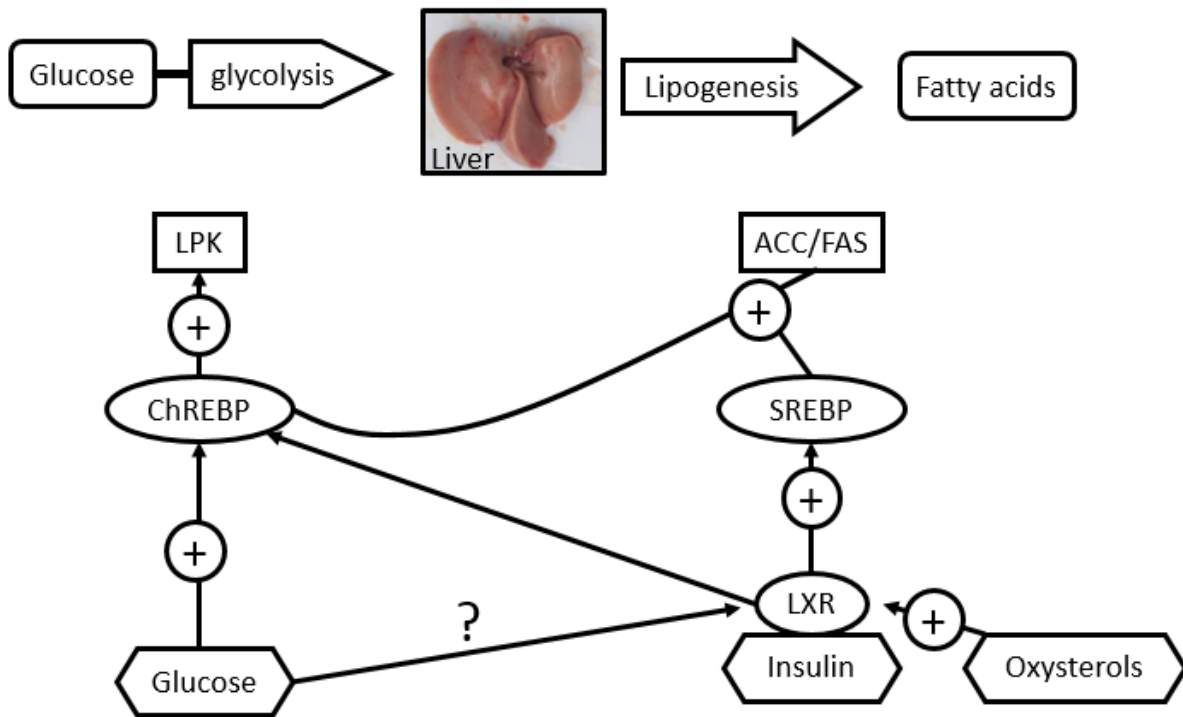 Glucose
glycolysis
Liver
Lipogenesis
Fatty acids
LPK
ACC/FAS
+
+
ChREBP
SREBP
+
+
?
LXR
+
Glucose
Insulin
Oxysterols